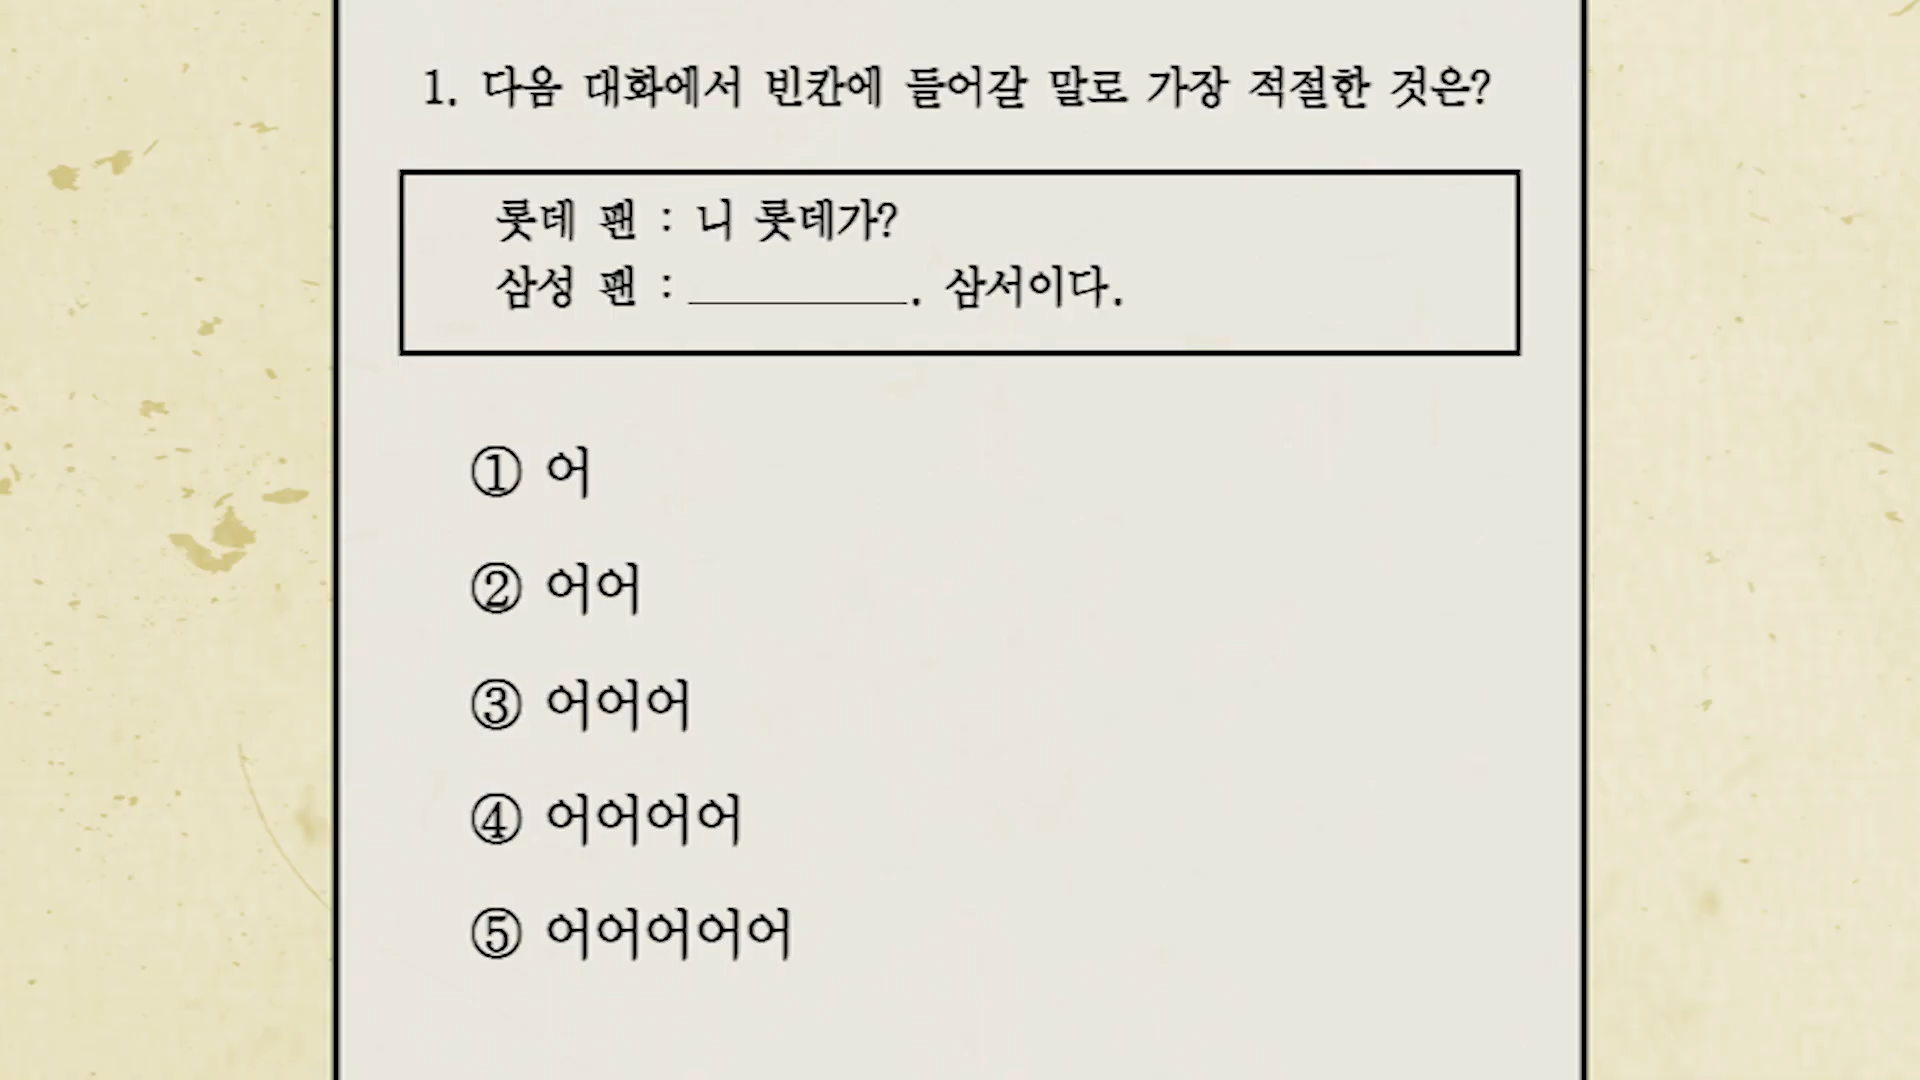 1. 다음 대화에서 빈칸에 들어갈 말로 가장 적절한 것은?
롯데 팬 : 니 롯데가?
삼성 팬 : __________. 삼서이다.
① 어
② 어어
③ 어어어
④ 어어어어
⑤ 어어어어어